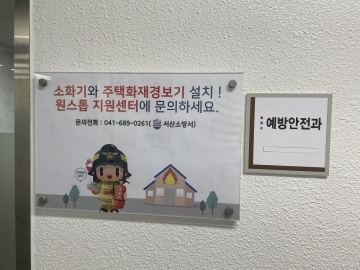 소화기와 주택화재경보기 설치 !
원스톱 지원센터에 문의하세요.
문의전화 : 041-689-0261( 서산소방서)
예방안전과